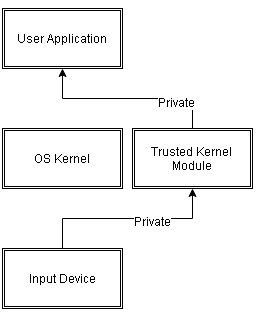 User Application
Private
OS Kernel
Trusted Kernel
Module
Private
Input Device